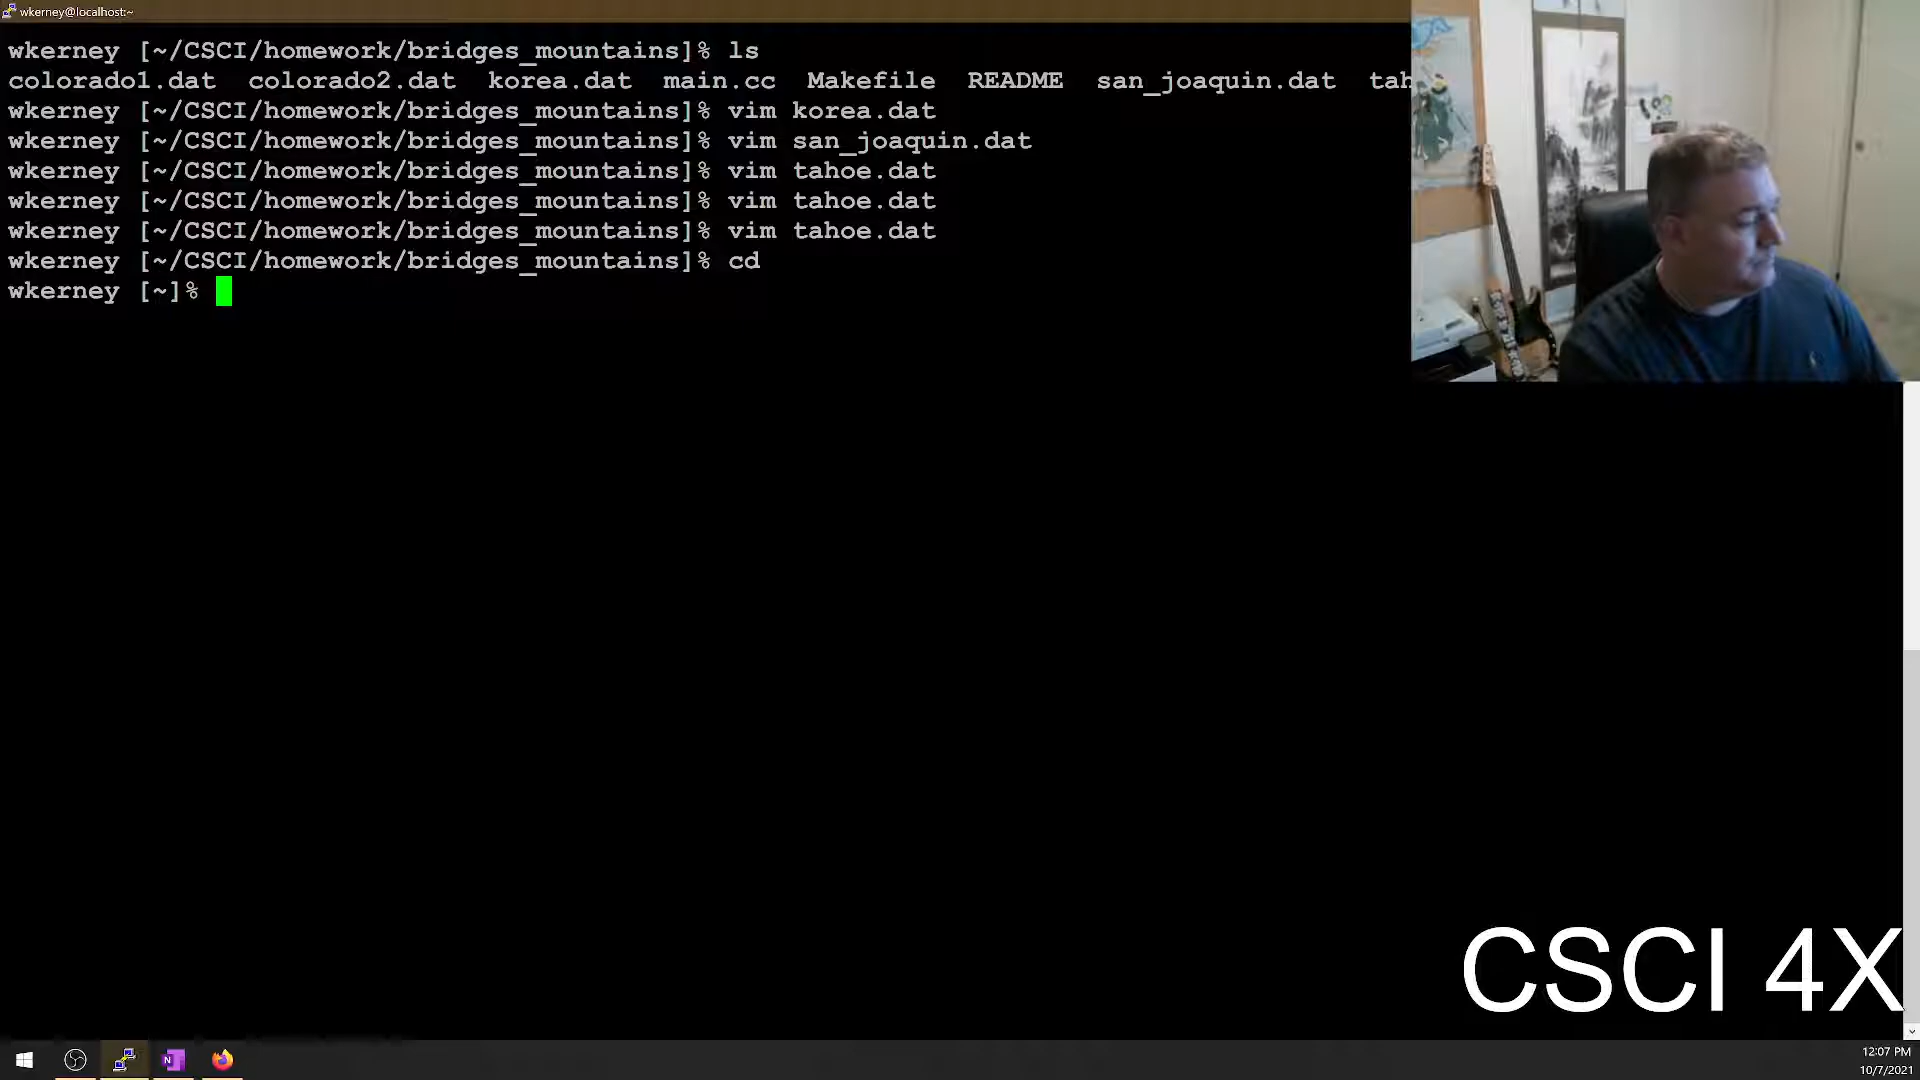 wkerney@localhost:~
wkerney [~/CSCI/homework/bridges_mountains]% ls
colorado1.dat colorado2.dat korea.dat main.cc Makefile README san_joaquin.dat tah
wkerney [~/CSCI/homework/bridges_mountains]% vim korea.dat
wkerney [~/CSCI/homework/bridges_mountains]% vim san_joaquin.dat
wkerney [~/CSCI/homework/bridges_mountains]% vim tahoe.dat
wkerney [~/CSCI/homework/bridges_mountains]% vim tahoe.dat
wkerney [~/CSCI/homework/bridges_mountains]% vim tahoe.dat
wkerney [~/CSCI/homework/bridges_mountains]% cd
wkerney [~]%
CSCI 4X
N
12:07 PM
10/7/2021